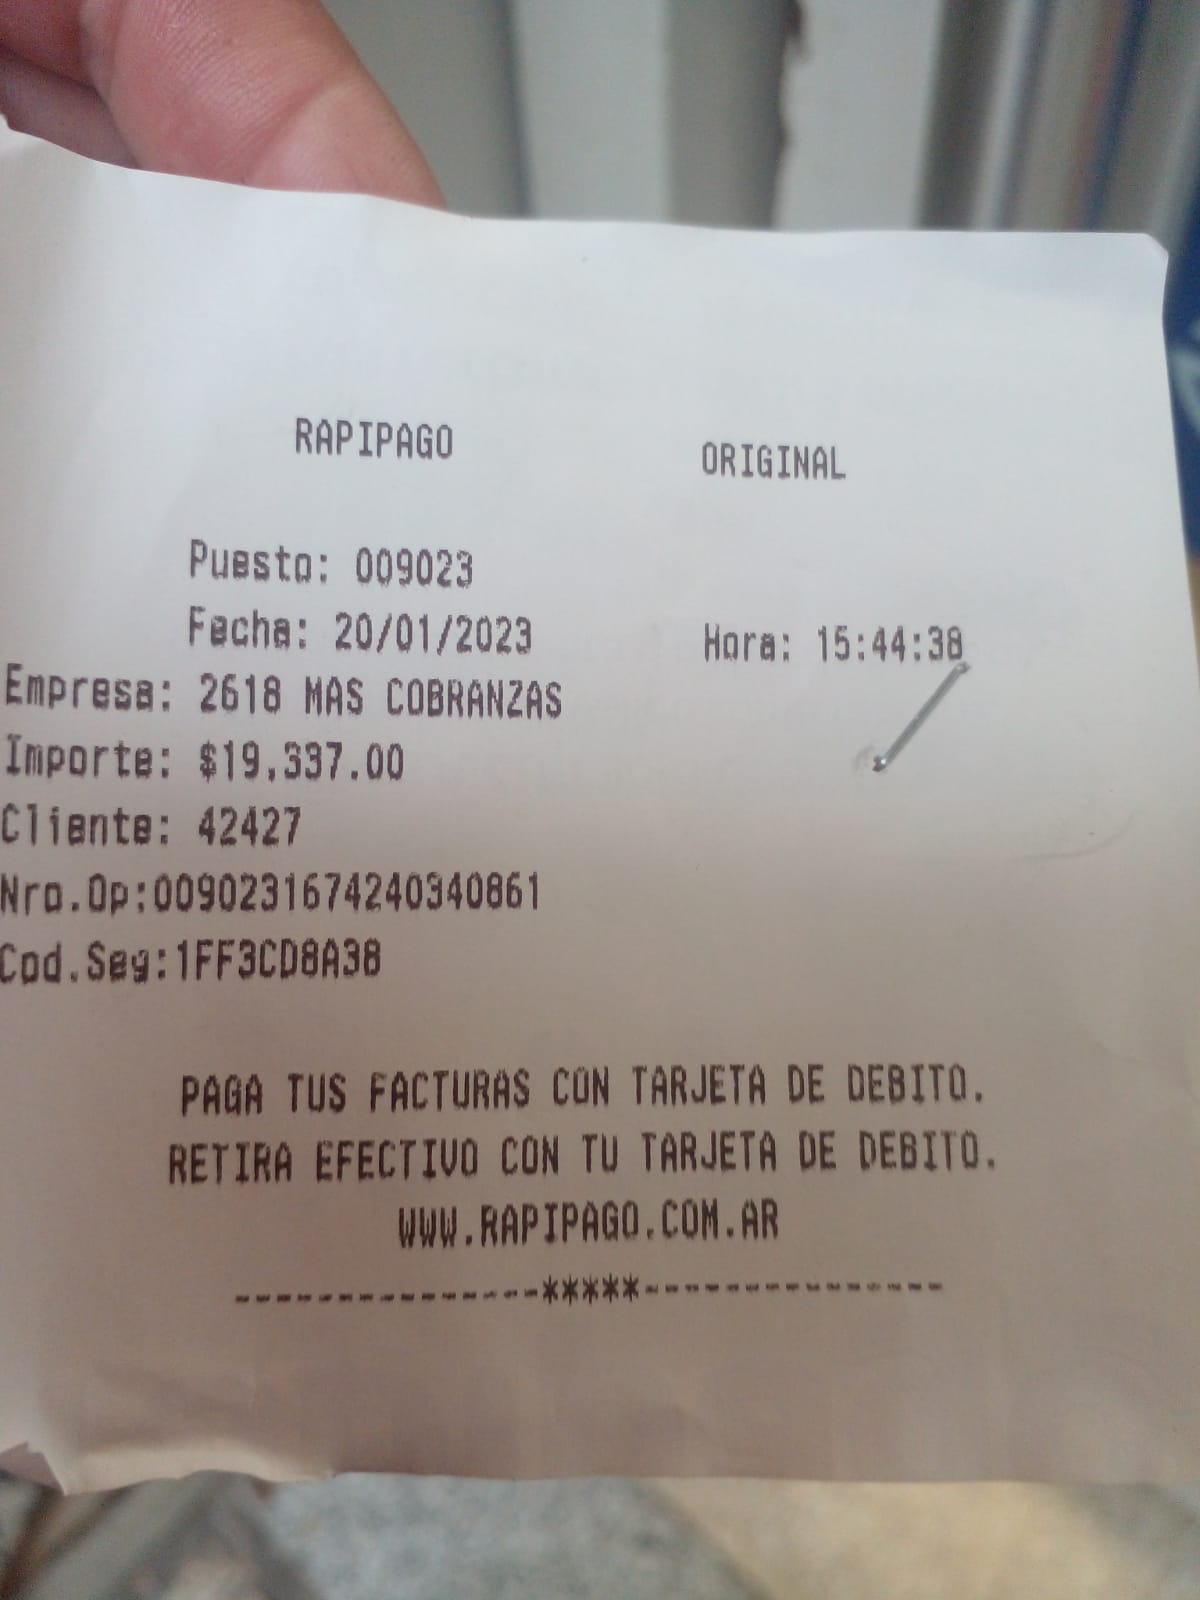 RAPIPAGO ORIGINAL
Puesto: 009023
Fecha: 20/01/2023 Hora: 15:44:38
Empresa: 2618 MAS COBRANZAS
Importe: $19,337.00
Cliente: 42427
Nro.Op:0090231674240340861
Cod.Seg:1FF3CD8A38
PAGA TUS FACTURAS CON TARJETA DE DEBITO.
RETIRA EFECTIVO CON TU TARJETA DE DEBITO.
WWW.RAPIPAGO.COM.AR
---------------*****---------------